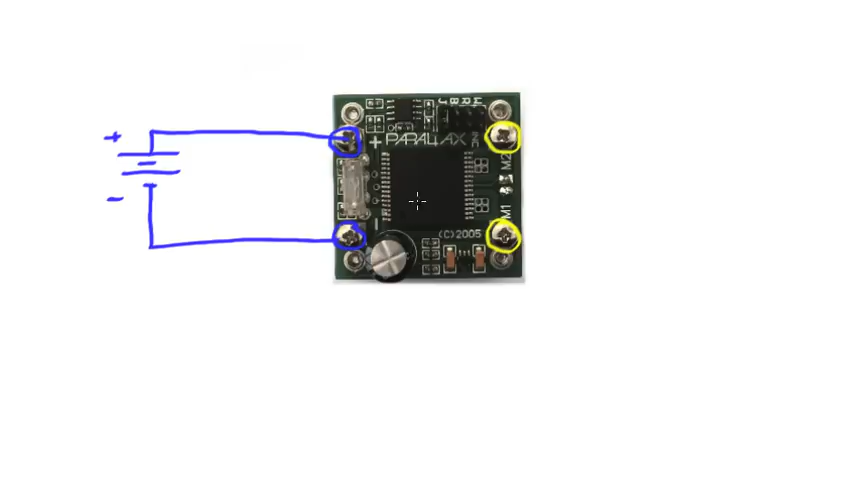 +
-
+ PARALLAX
M2
M1
-
(C)2005